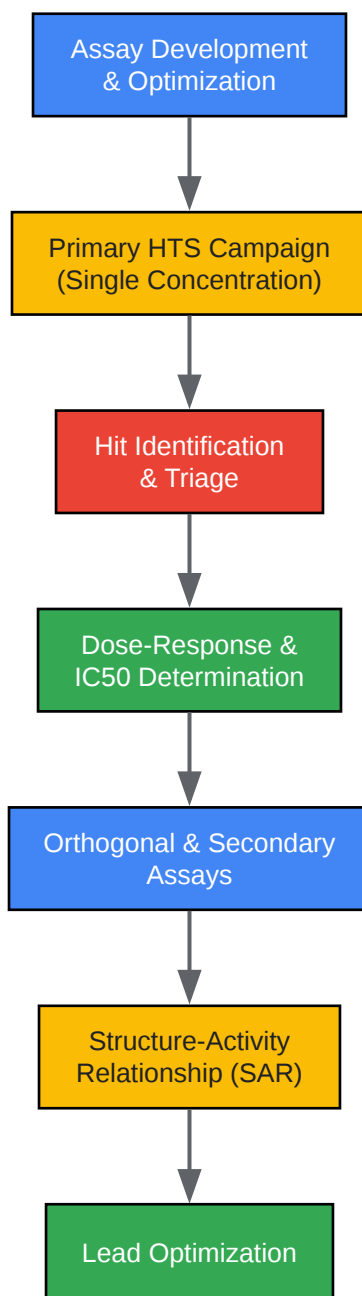 Assay Development
& Optimization
Primary HTS Campaign
(Single Concentration)
Hit Identification
& Triage
Dose-Response &
IC50 Determination
Orthogonal & Secondary
Assays
Structure-Activity
Relationship (SAR)
Lead Optimization